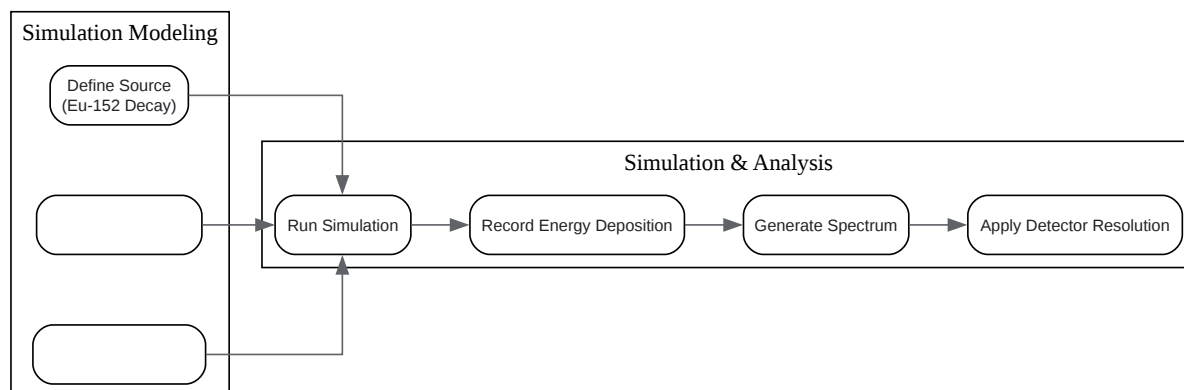 Simulation Modeling
Define Source
(Eu-152 Decay)
Simulation & Analysis
Run Simulation
Record Energy Deposition
Generate Spectrum
Apply Detector Resolution